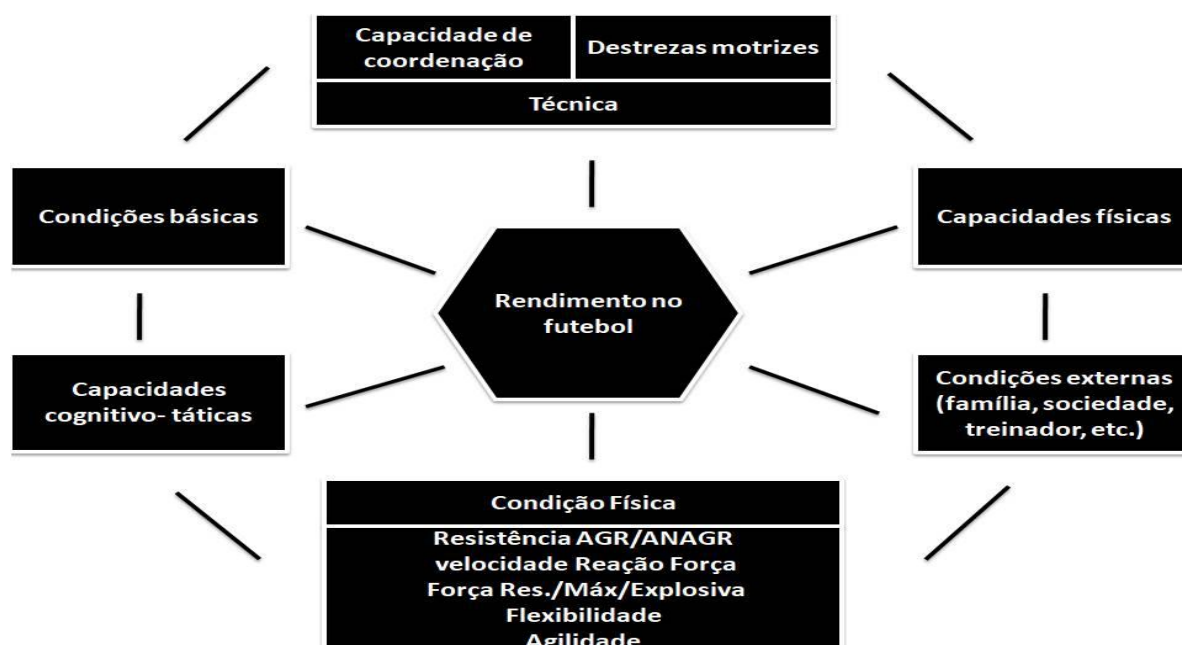 Capacidade de
coordenação
Destrezas motrizes
Técnica
Condições básicas
Capacidades físicas
Rendimento no
futebol
Capacidades
cognitivo- táticas
Condições externas
(família, sociedade,
treinador, etc.)
Condição Física
Resistência AGR/ANAGR
velocidade Reação Força
Força Res./Máx/Explosiva
Flexibilidade
Agilidade